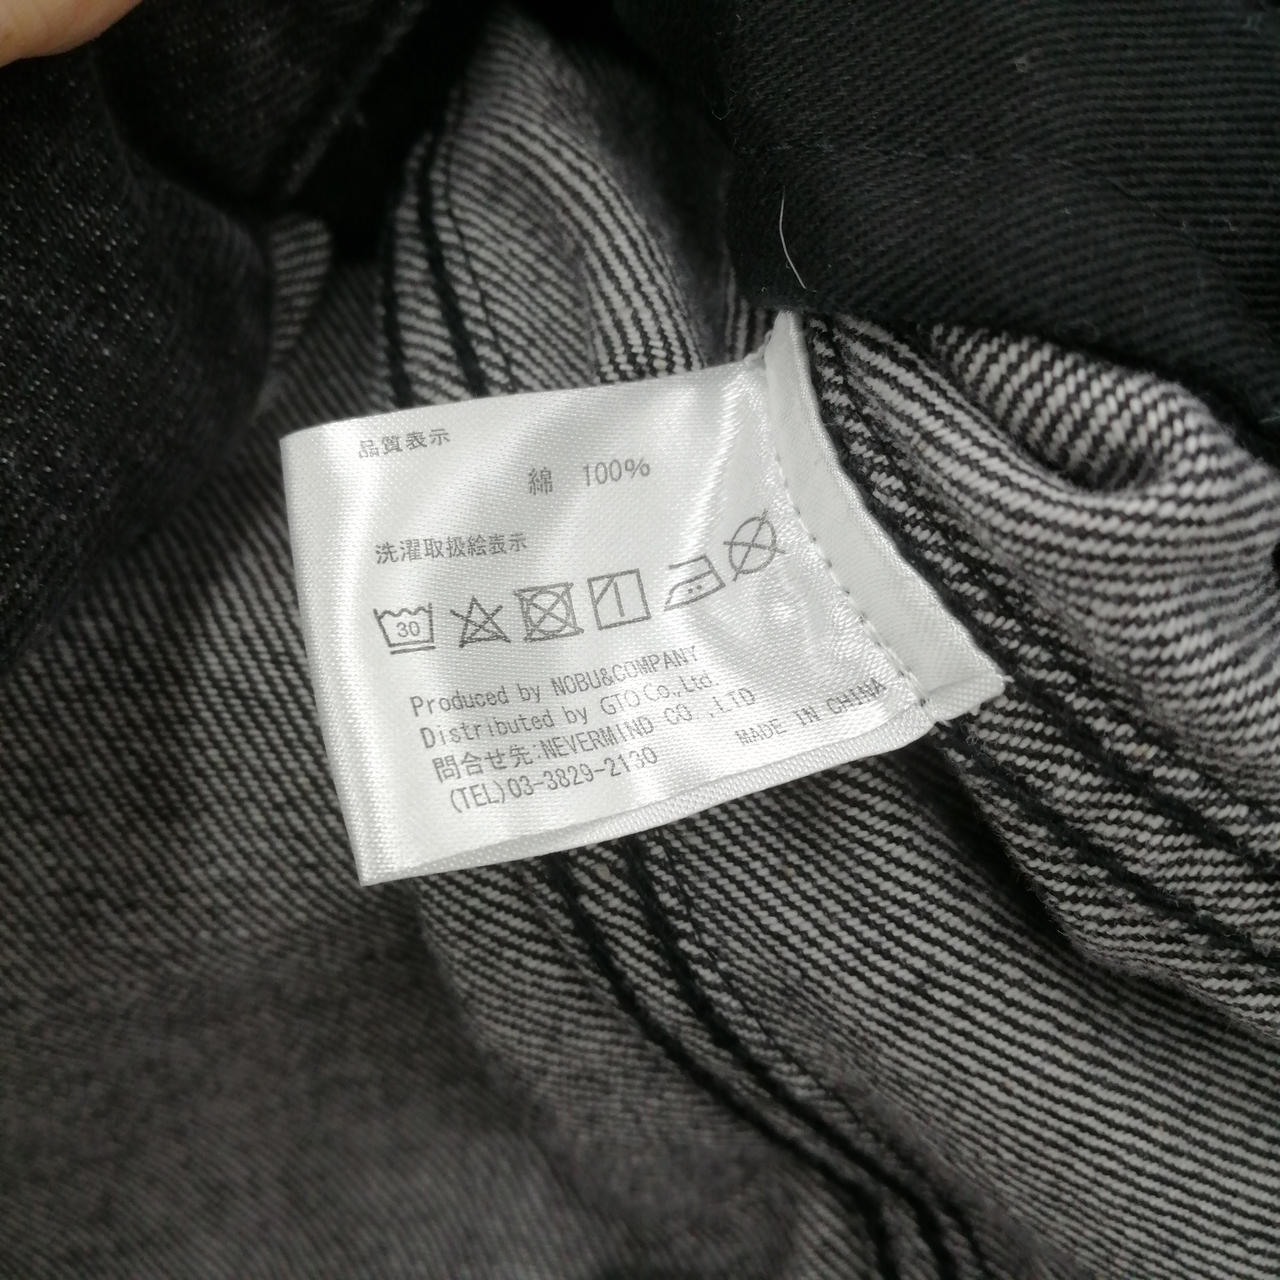 品質表示
綿 100%
洗濯取扱絵表示
30
Produced by NOBU&COMPANY
Distributed by GTO Co.,Ltd.
問合せ先:NEVERMIND CO ,LTD
(TEL)03-3829-2130
MADE IN CHINA